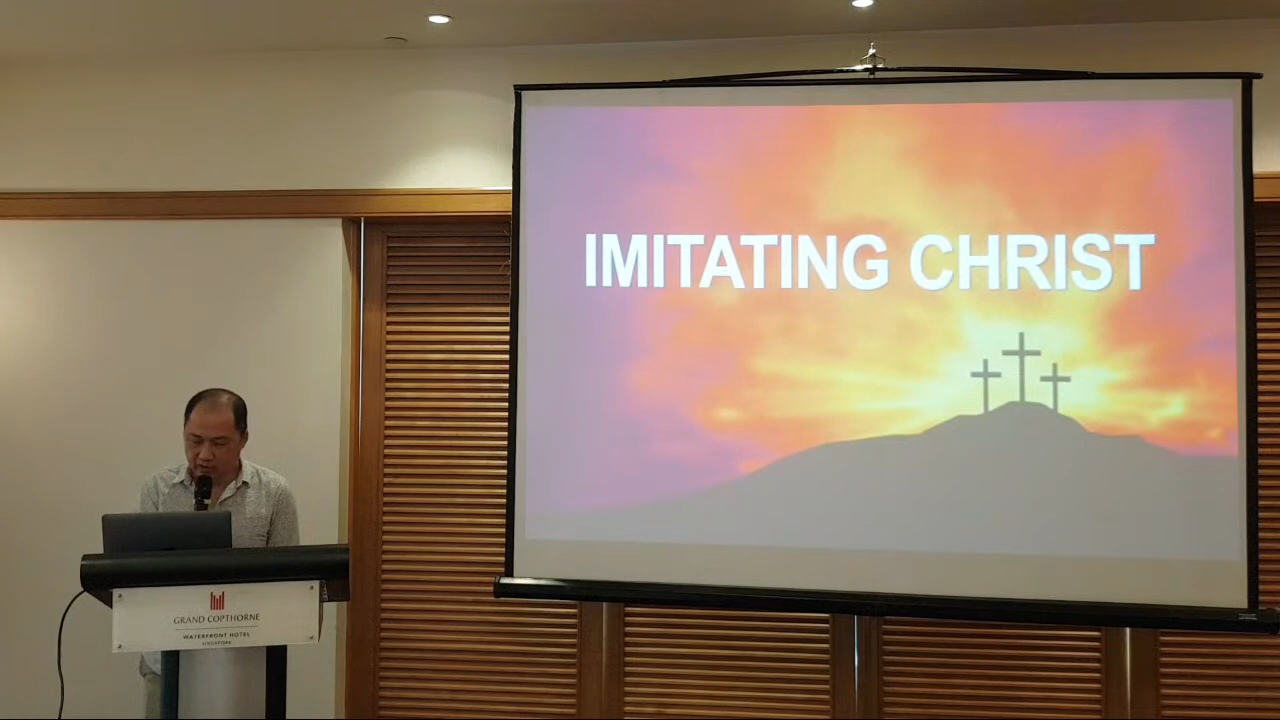 IMITATING CHRIST
GRAND COPTHORNE
WATERFRONT HOTEL
SINGAPORE